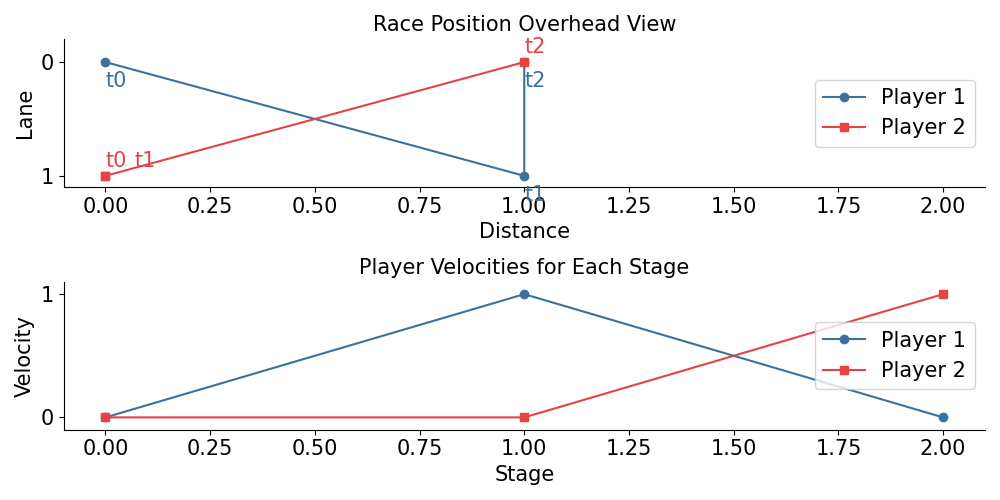 Race Position Overhead View
t2
0
t0
t2
Player 1
Lane
Player 2
t0 t1
1
t1
0.00 0.25 0.50 0.75 1.00 1.25 1.50 1.75 2.00
Distance
Player Velocities for Each Stage
1
Player 1
Velocity
Player 2
0
0.00 0.25 0.50 0.75 1.00 1.25 1.50 1.75 2.00
Stage